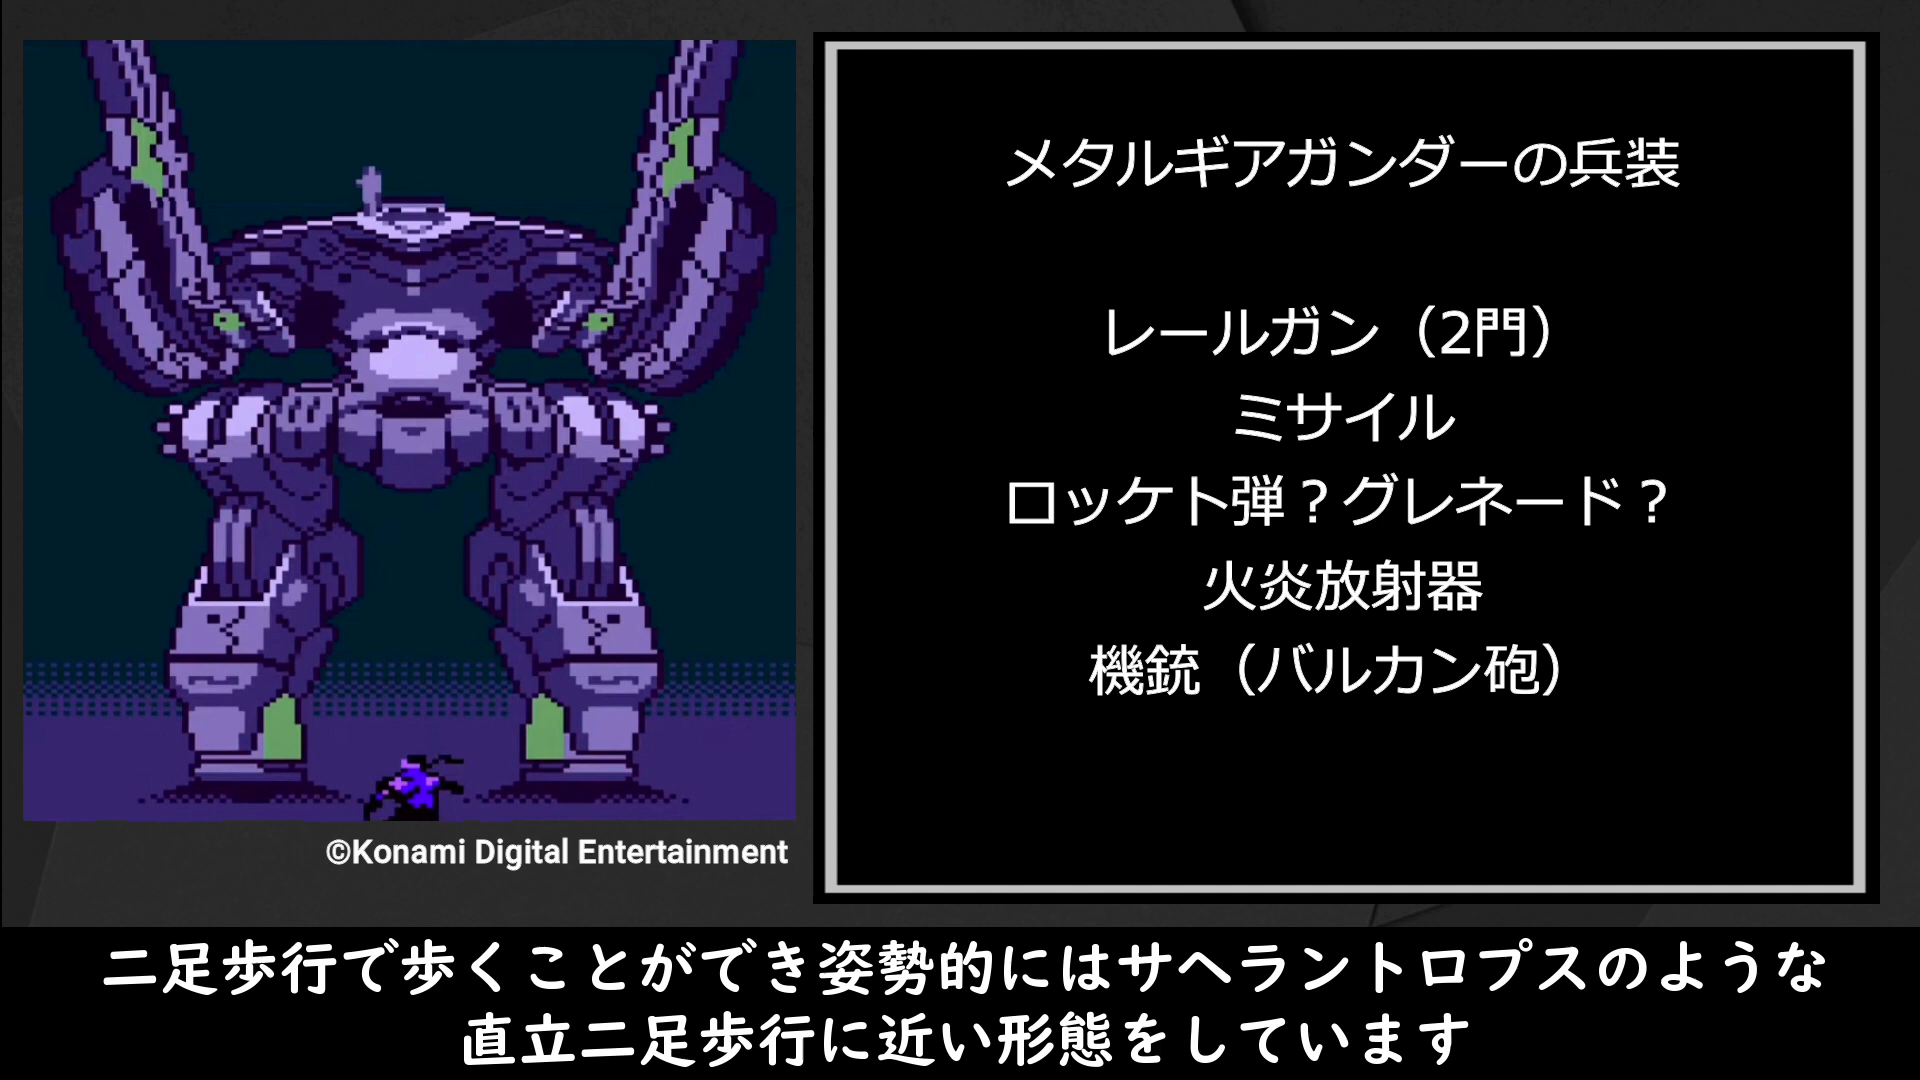 メタルギアガンダーの兵装
レールガン（2門）
ミサイル
ロッケト弾？グレネード？
火炎放射器
機銃（バルカン砲）
©Konami Digital Entertainment
二足歩行で歩くことができ姿勢的にはサヘラントロプスのような
直立二足歩行に近い形態をしています